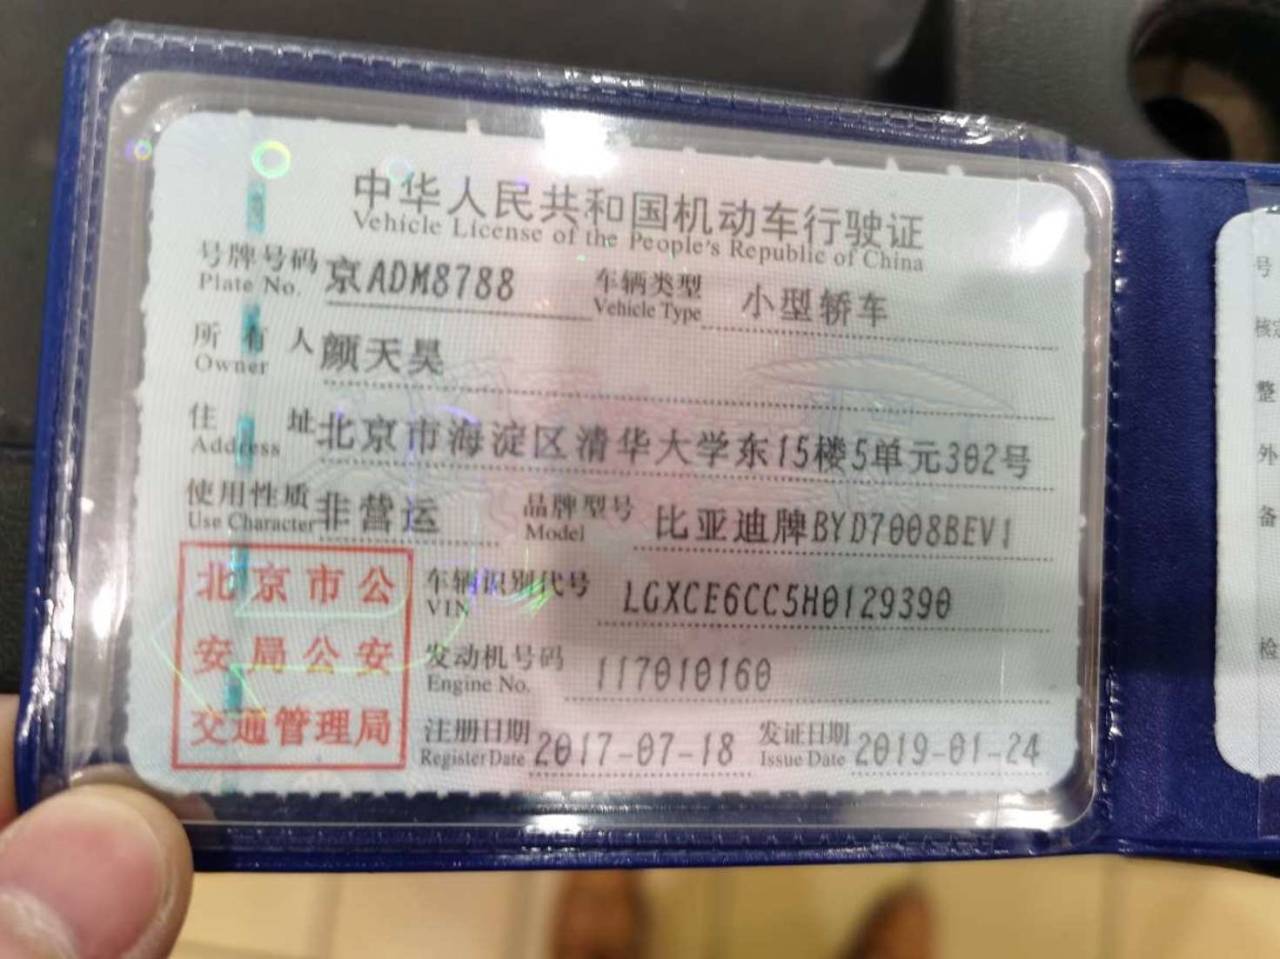 中华人民共和国机动车行驶证
Vehicle License of the People's Republic of China
号牌号码 京ADM8788 车辆类型 小型轿车
Plate No. Vehicle Type
所有人 颜天昊
Owner
住址 北京市海淀区清华大学东15楼5单元302号
Address
使用性质 非营运 品牌型号 比亚迪牌BYD7008BEV1
Use Character Model
北京市公
安局公安
交通管理局
车辆识别代号 LGXCE6CC5H0129390
VIN
发动机号码 117010160
Engine No.
注册日期 2017-07-18 发证日期 2019-01-24
Register Date Issue Date
号
核
整
外
备
检